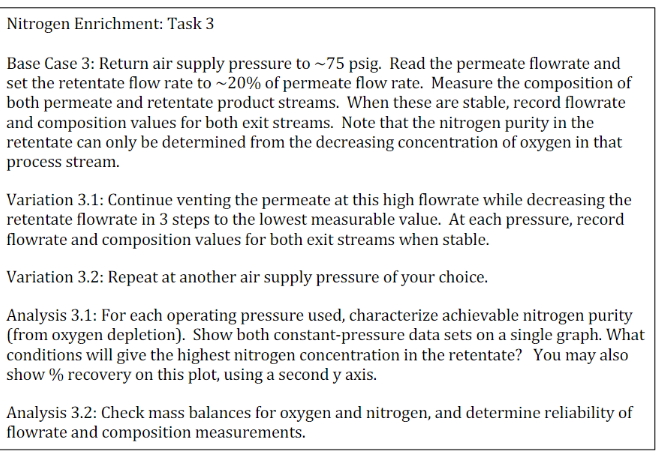 Nitrogen Enrichment: Task 3
Base Case 3: Return air supply pressure to ~75 psig. Read the permeate flowrate and
set the retentate flow rate to ~20% of permeate flow rate. Measure the composition of
both permeate and retentate product streams. When these are stable, record flowrate
and composition values for both exit streams. Note that the nitrogen purity in the
retentate can only be determined from the decreasing concentration of oxygen in that
process stream.
Variation 3.1: Continue venting the permeate at this high flowrate while decreasing the
retentate flowrate in 3 steps to the lowest measurable value. At each pressure, record
flowrate and composition values for both exit streams when stable.
Variation 3.2: Repeat at another air supply pressure of your choice.
Analysis 3.1: For each operating pressure used, characterize achievable nitrogen purity
(from oxygen depletion). Show both constant-pressure data sets on a single graph. What
conditions will give the highest nitrogen concentration in the retentate? You may also
show % recovery on this plot, using a second y axis.
Analysis 3.2: Check mass balances for oxygen and nitrogen, and determine reliability of
flowrate and composition measurements.